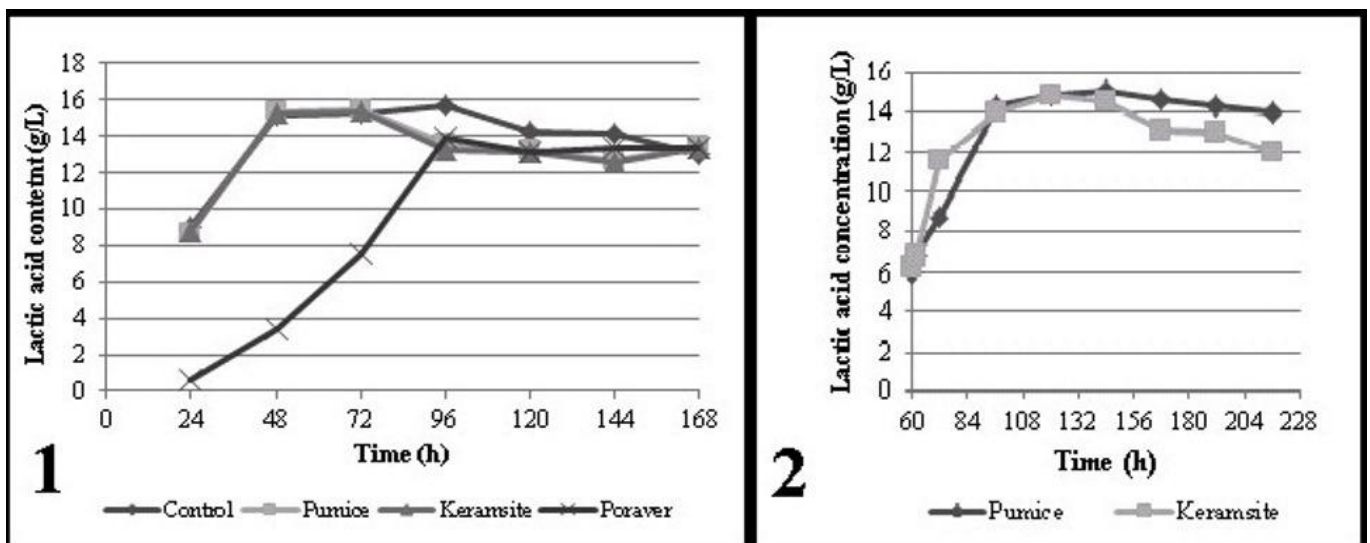 Lactic acid contetnt (g/L)
18
16
14
12
10
8
6
4
2
0
0 24 48 72 96 120 144 168
Time (h)
1
Control Pumice Keramsite Poraver
Lactic acid concentration (g/L)
16
14
12
10
8
6
4
2
0
60 84 108 132 156 180 204 228
Time (h)
2
Pumice Keramsite